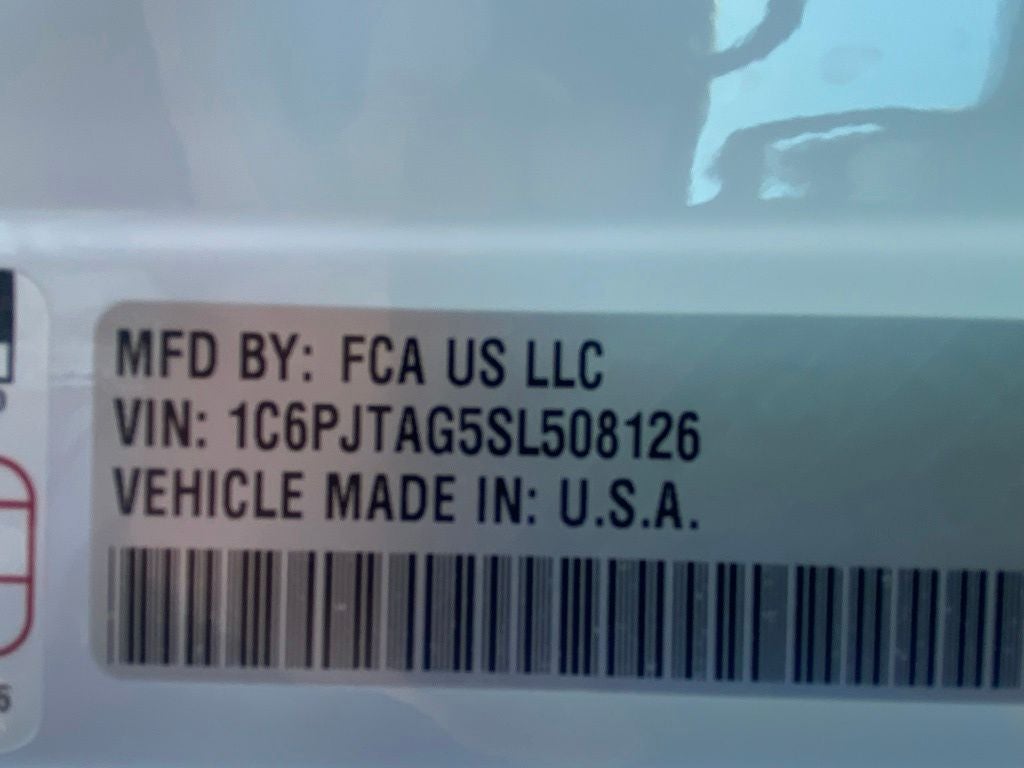 MFD BY: FCA US LLC
VIN: 1C6PJTAG5SL508126
VEHICLE MADE IN: U.S.A.